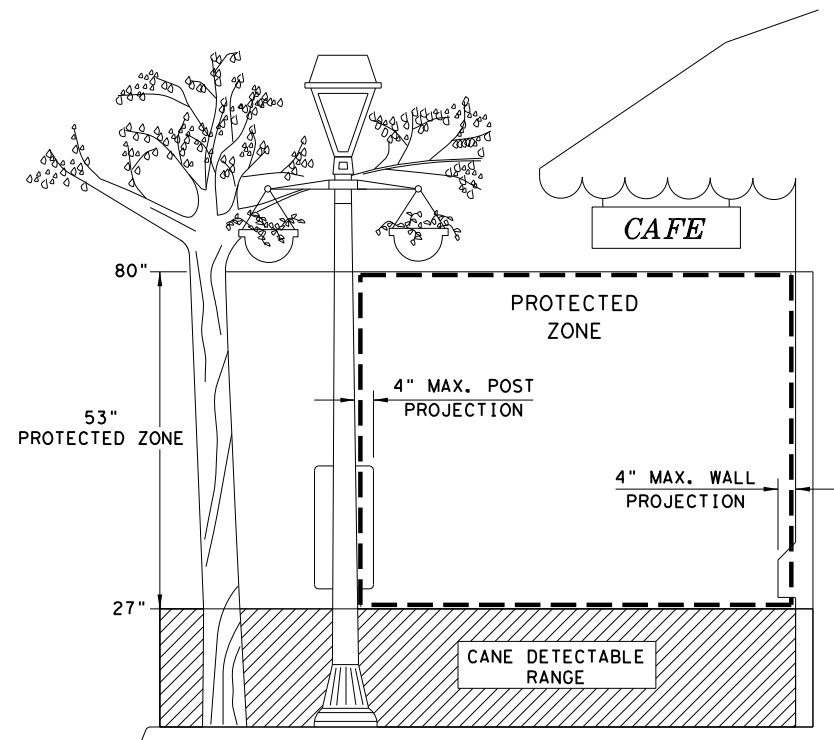 CAFE
80"
PROTECTED
ZONE
4" MAX. POST
PROJECTION
53"
PROTECTED ZONE
4" MAX. WALL
PROJECTION
27"
CANE DETECTABLE
RANGE